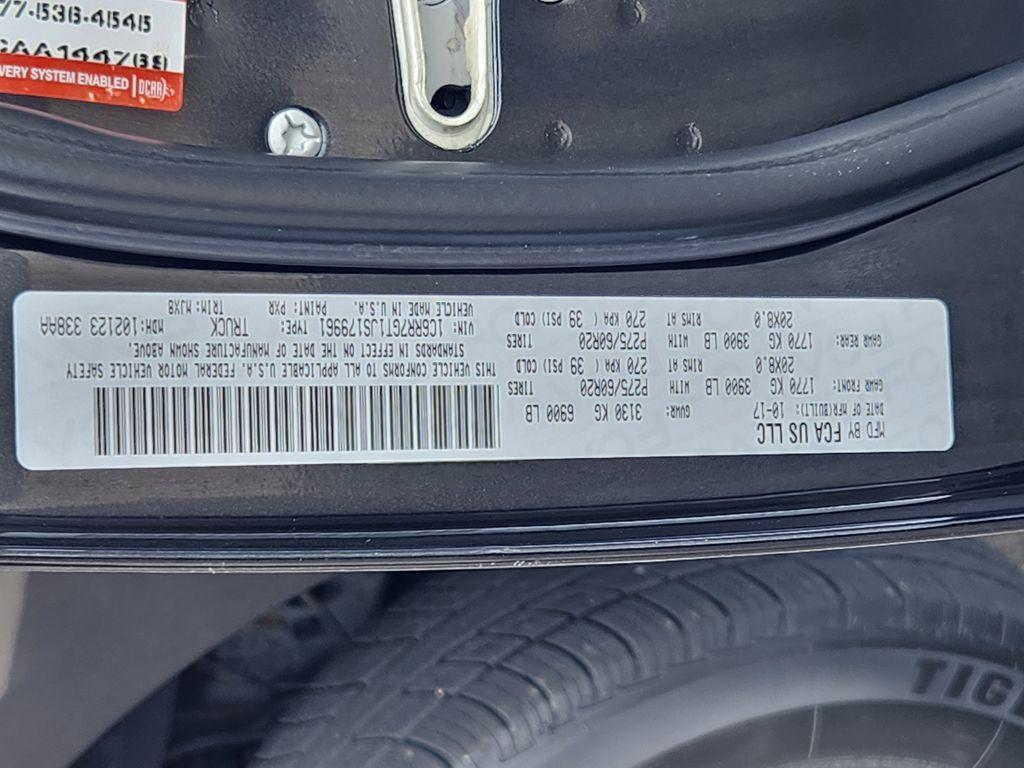 77-536-4545
CAA144769
VERY SYSTEM ENABLED | DCAR
MFD BY FCA US LLC
DATE OF MFR(BUILT): 10-17 GVWR: 3130 KG 6900 LB
GAWR FRONT: 1770 KG 3900 LB WITH P275/60R20 TIRES
RIMS AT 20X8.0 270 KPA( 39 PSI) COLD
GAWR REAR: 1770 KG 3900 LB WITH P275/60R20 TIRES
RIMS AT 20X8.0 270 KPA( 39 PSI) COLD
THIS VEHICLE CONFORMS TO ALL APPLICABLE FEDERAL MOTOR VEHICLE SAFETY
STANDARDS IN EFFECT ON THE DATE OF MANUFACTURE SHOWN ABOVE.
VIN: 1C6RR7GT1JS179961 TYPE: TRUCK MDH:102123 338AA
VEHICLE MADE IN U.S.A. PAINT: PXR TRIM:MJX8
TIG